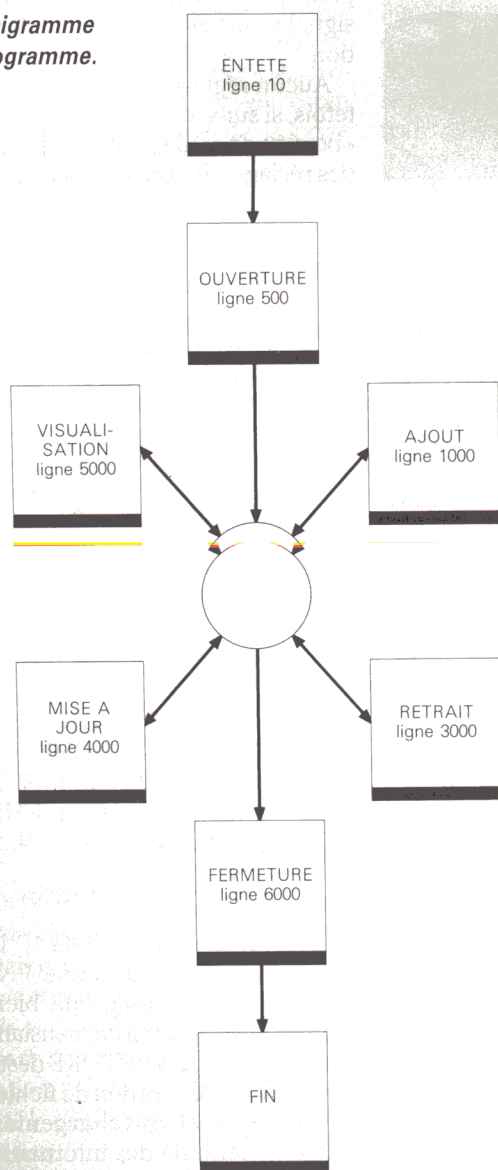 igramme
ogramme.
ENTETE
ligne 10
OUVERTURE
ligne 500
VISUALI-
SATION
ligne 5000
AJOUT
ligne 1000
MISE A
JOUR
ligne 4000
RETRAIT
ligne 3000
FERMETURE
ligne 6000
FIN